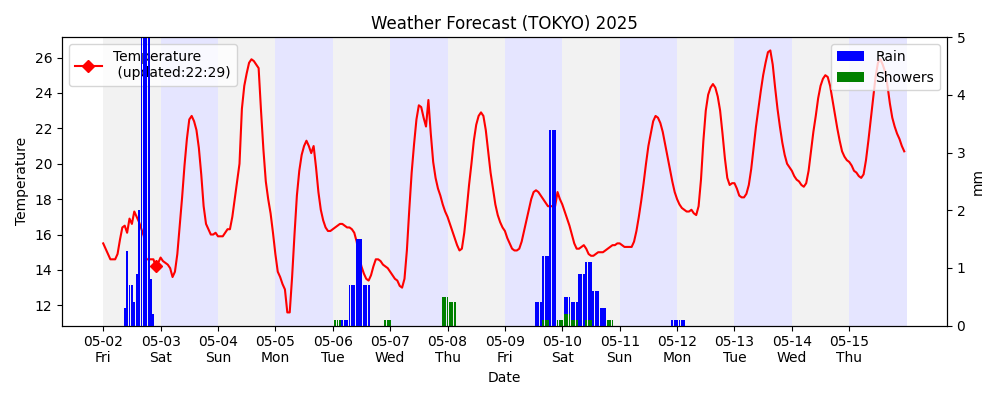 Weather Forecast (TOKYO) 2025
Temperature
(updated:22:29)
Rain
Showers
Temperature
26
24
22
20
18
16
14
12
5
4
3
2
1
0
mm
05-02 05-03 05-04 05-05 05-06 05-07 05-08 05-09 05-10 05-11 05-12 05-13 05-14 05-15
Fri Sat Sun Mon Tue Wed Thu Fri Sat Sun Mon Tue Wed Thu
Date